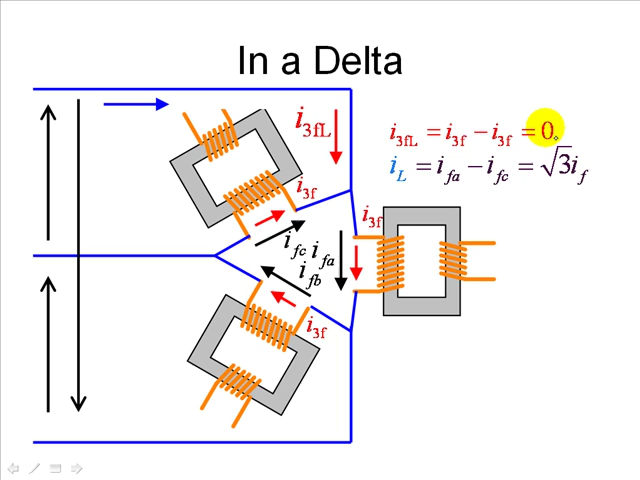 In a Delta
i3fL
i3fL = i3f − i3f = 0
iL = ifa − ifc = √3if
i3f
i3f
ifc ifa
ifb
i3f